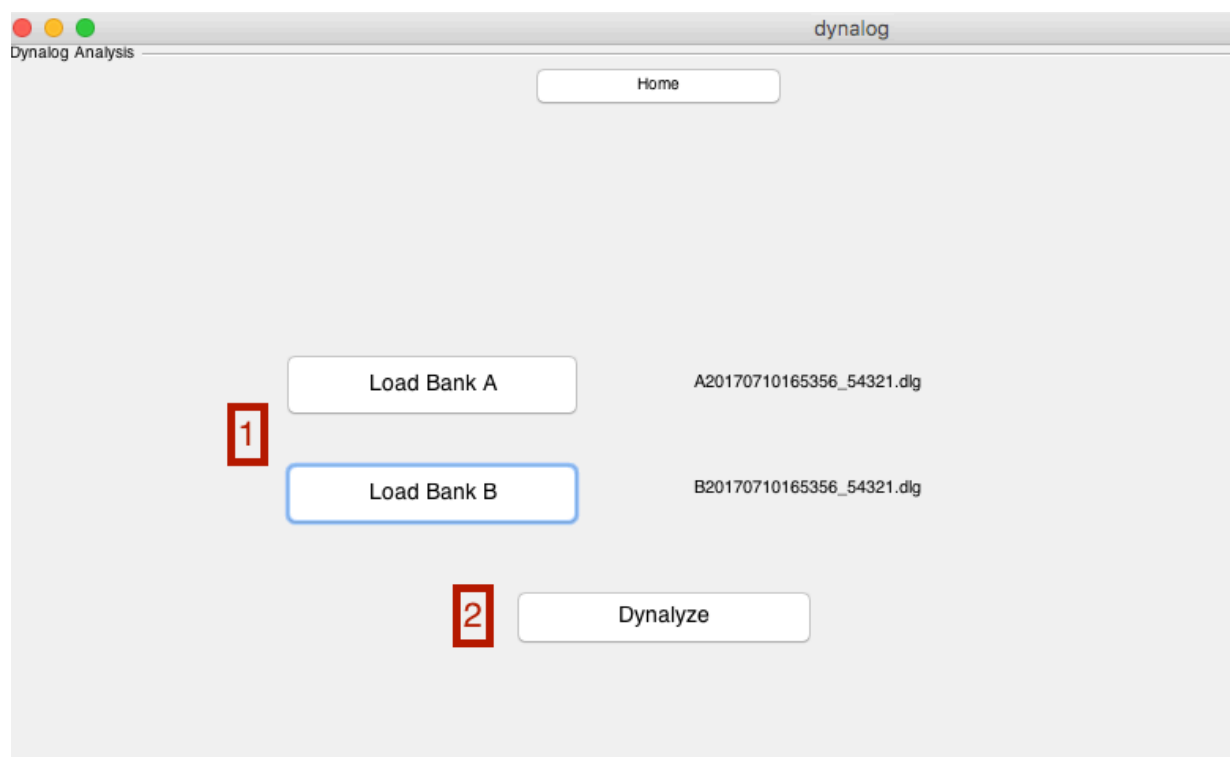 dynalog
Dynalog Analysis
Home
Load Bank A
A20170710165356_54321.dlg
1
Load Bank B
B20170710165356_54321.dlg
2
Dynalyze